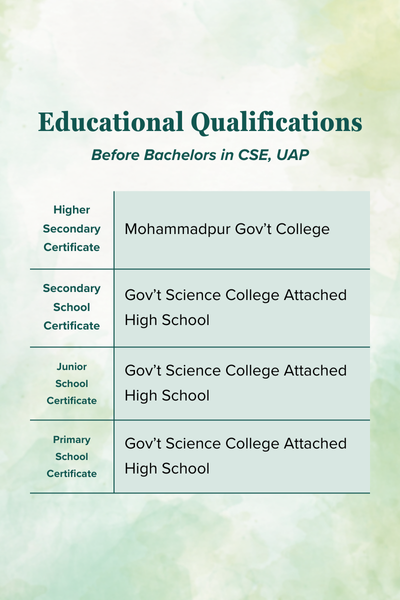 Educational Qualifications
Before Bachelors in CSE, UAP
Higher
Secondary
Certificate
Mohammadpur Gov’t College
Secondary
School
Certificate
Gov’t Science College Attached
High School
Junior
School
Certificate
Gov’t Science College Attached
High School
Primary
School
Certificate
Gov’t Science College Attached
High School